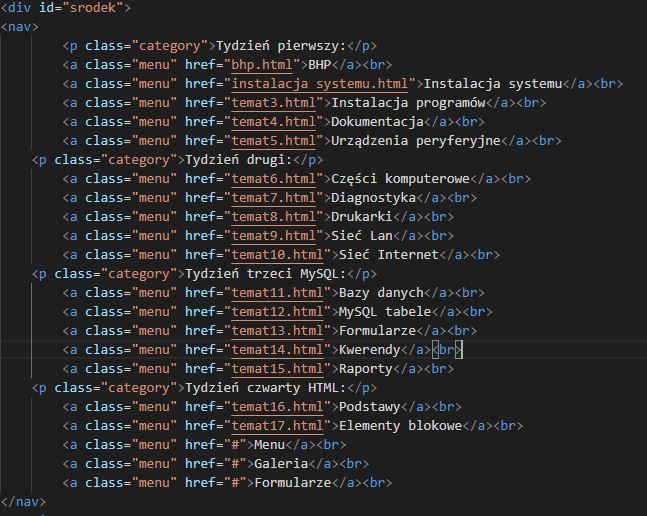 <div id="srodek">
<nav>
<p class="category">Tydzień pierwszy:</p>
<a class="menu" href="bhp.html">BHP</a><br>
<a class="menu" href="instalacja systemu.html">Instalacja systemu</a><br>
<a class="menu" href="temat3.html">Instalacja programów</a><br>
<a class="menu" href="temat4.html">Dokumentacja</a><br>
<a class="menu" href="temat5.html">Urządzenia peryferyjne</a><br>
<p class="category">Tydzień drugi:</p>
<a class="menu" href="temat6.html">Części komputerowe</a><br>
<a class="menu" href="temat7.html">Diagnostyka</a><br>
<a class="menu" href="temat8.html">Drukarki</a><br>
<a class="menu" href="temat9.html">Sieć Lan</a><br>
<a class="menu" href="temat10.html">Sieć Internet</a><br>
<p class="category">Tydzień trzeci MySQL:</p>
<a class="menu" href="temat11.html">Bazy danych</a><br>
<a class="menu" href="temat12.html">MySQL tabele</a><br>
<a class="menu" href="temat13.html">Formularze</a><br>
<a class="menu" href="temat14.html">Kwerendy</a><br>
<a class="menu" href="temat15.html">Raporty</a><br>
<p class="category">Tydzień czwarty HTML:</p>
<a class="menu" href="temat16.html">Podstawy</a><br>
<a class="menu" href="temat17.html">Elementy blokowe</a><br>
<a class="menu" href="#">Menu</a><br>
<a class="menu" href="#">Galeria</a><br>
<a class="menu" href="#">Formularze</a><br>
</nav>